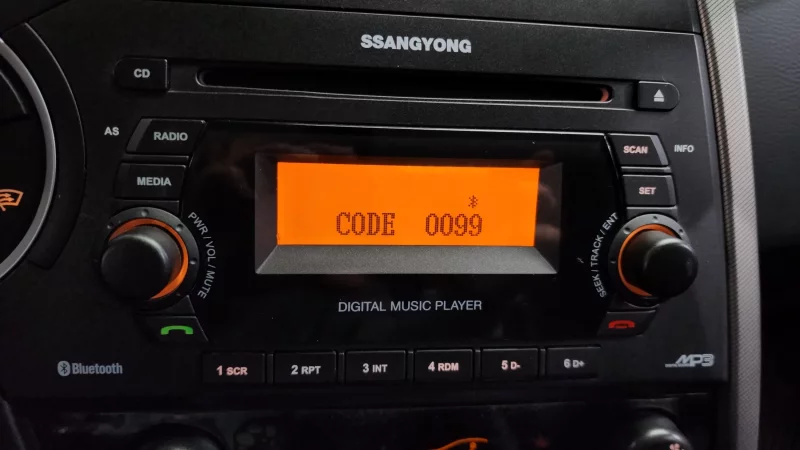 SSANGYONG
CD
AS
RADIO
SCAN
INFO
MEDIA
SET
CODE 0099
PWR / VOL / MUTE
SEEK / TRACK / ENT
DIGITAL MUSIC PLAYER
Bluetooth
1 SCR
2 RPT
3 INT
4 RDM
5 D-
6 D+
MP3